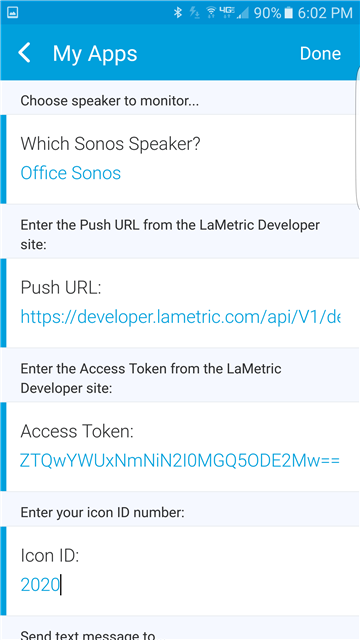 4GE 90% 6:02 PM
My Apps Done
Choose speaker to monitor...
Which Sonos Speaker?
Office Sonos
Enter the Push URL from the LaMetric Developer
site:
Push URL:
https://developer.lametric.com/api/V1/de
Enter the Access Token from the LaMetric
Developer site:
Access Token:
ZTQwYWUxNmNiN2I0MGQ5ODE2Mw==
Enter your icon ID number:
Icon ID:
2020
Send text message to